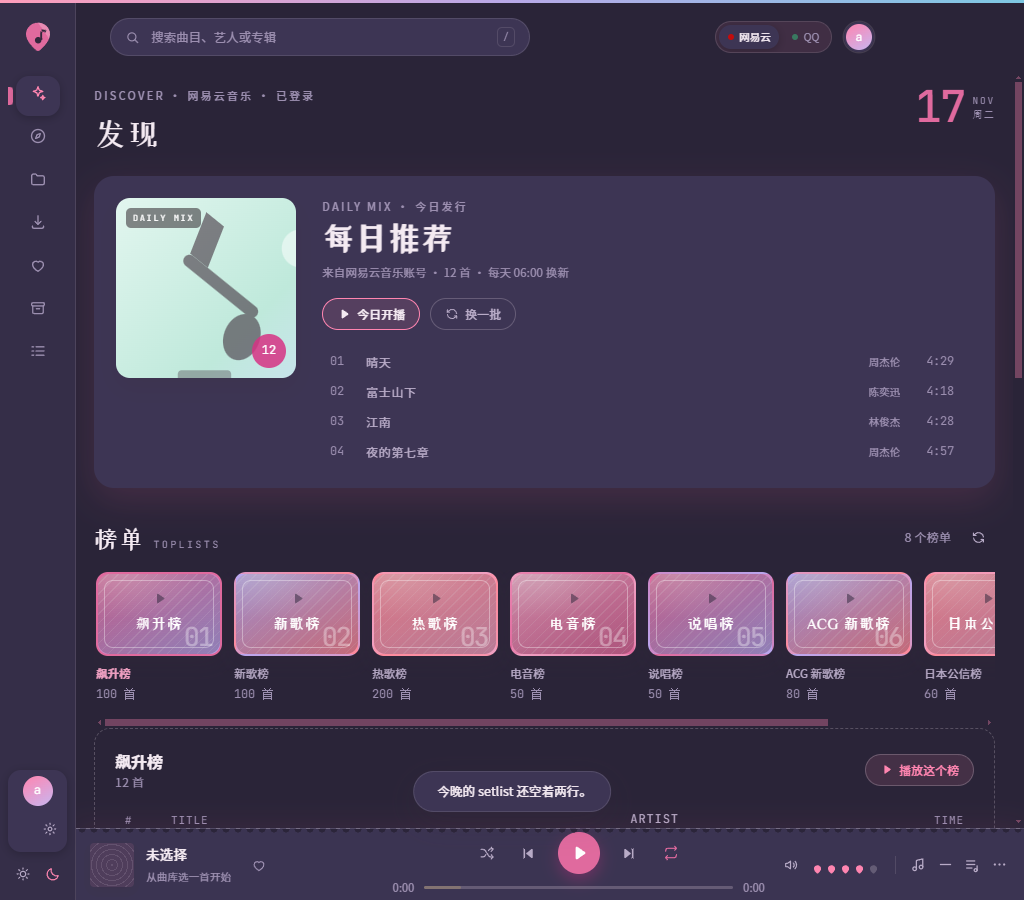 搜索曲目、艺人或专辑
/
网易云
QQ
a
DISCOVER • 网易云音乐 • 已登录
发现
17
NOV
周二
DAILY MIX
12
DAILY MIX • 今日发行
每日推荐
来自网易云音乐账号 • 12 首 • 每天 06:00 换新
今日开播
换一批
01 晴天 周杰伦 4:29
02 富士山下 陈奕迅 4:18
03 江南 林俊杰 4:28
04 夜的第七章 周杰伦 4:57
榜单 TOPLISTS
8 个榜单
飙升榜 01
新歌榜 02
热歌榜 03
电音榜 04
说唱榜 05
ACG 新歌榜 06
日本公
飙升榜
100 首
新歌榜
100 首
热歌榜
200 首
电音榜
50 首
说唱榜
50 首
ACG 新歌榜
80 首
日本公信榜
60 首
飙升榜
12 首
播放这个榜
今晚的 setlist 还空着两行。
# TITLE ARTIST TIME
a
未选择
从曲库选一首开始
0:00
0:00